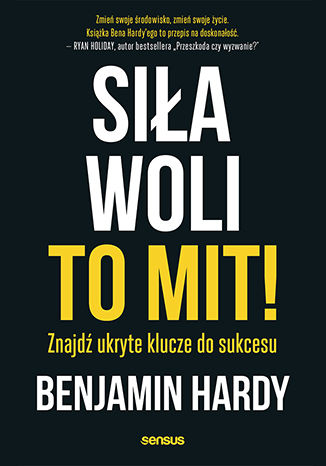 Zmień swoje środowisko, zmień swoje życie.
Książka Bena Hardy'ego to przepis na doskonałość.
– RYAN HOLIDAY, autor bestsellera „Przeszkoda czy wyzwanie?”
SIŁA
WOLI
TO MIT!
Znajdź ukryte klucze do sukcesu
BENJAMIN HARDY
sensus